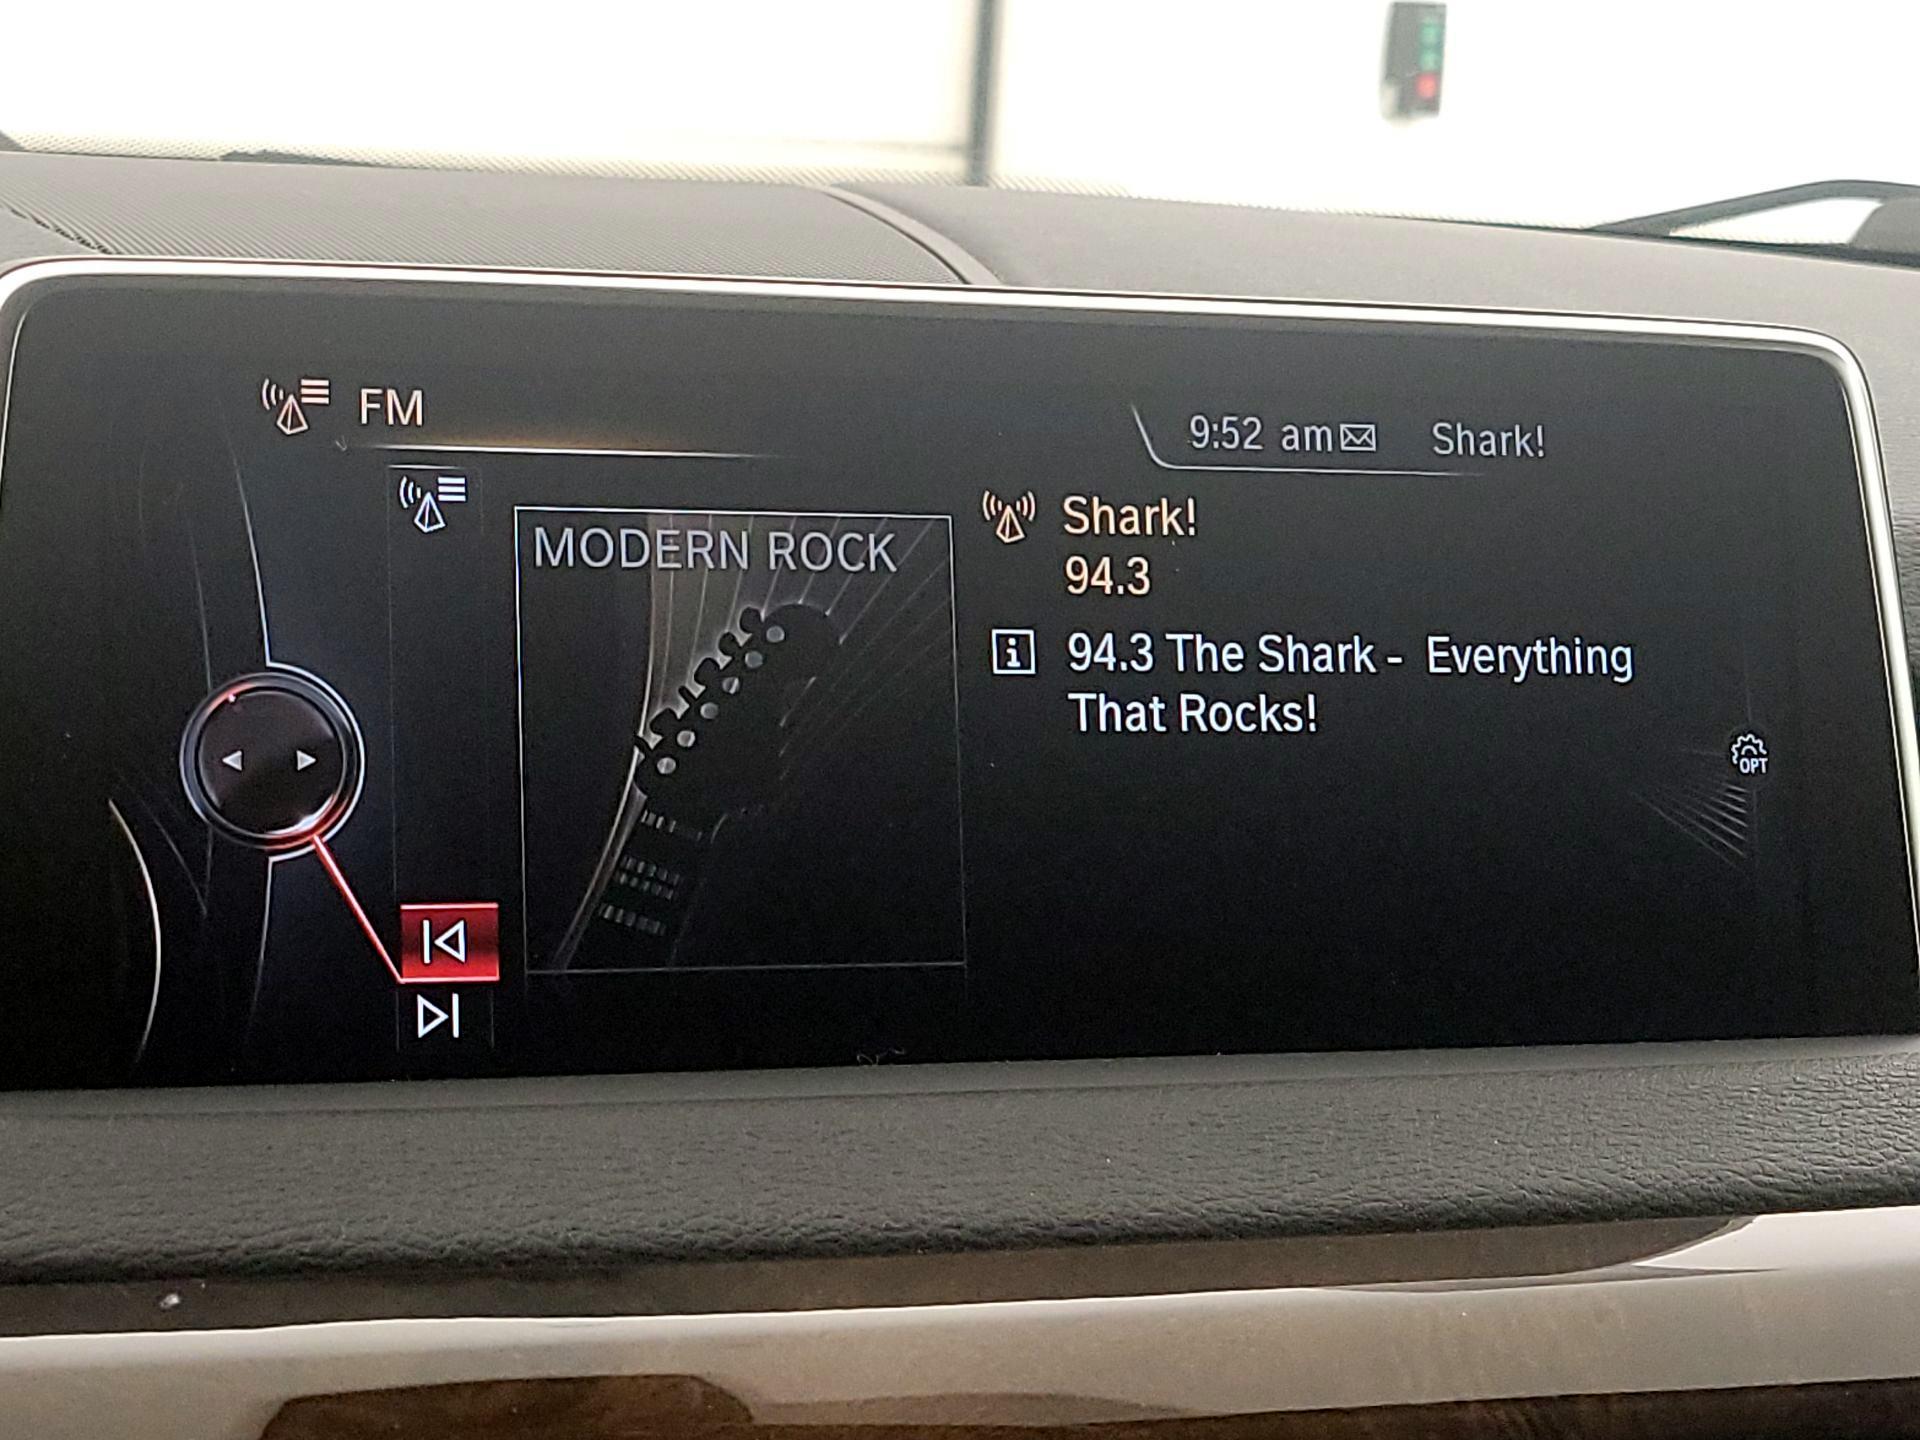 FM
9:52 am Shark!
MODERN ROCK
Shark!
94.3
94.3 The Shark - Everything
That Rocks!
OPT